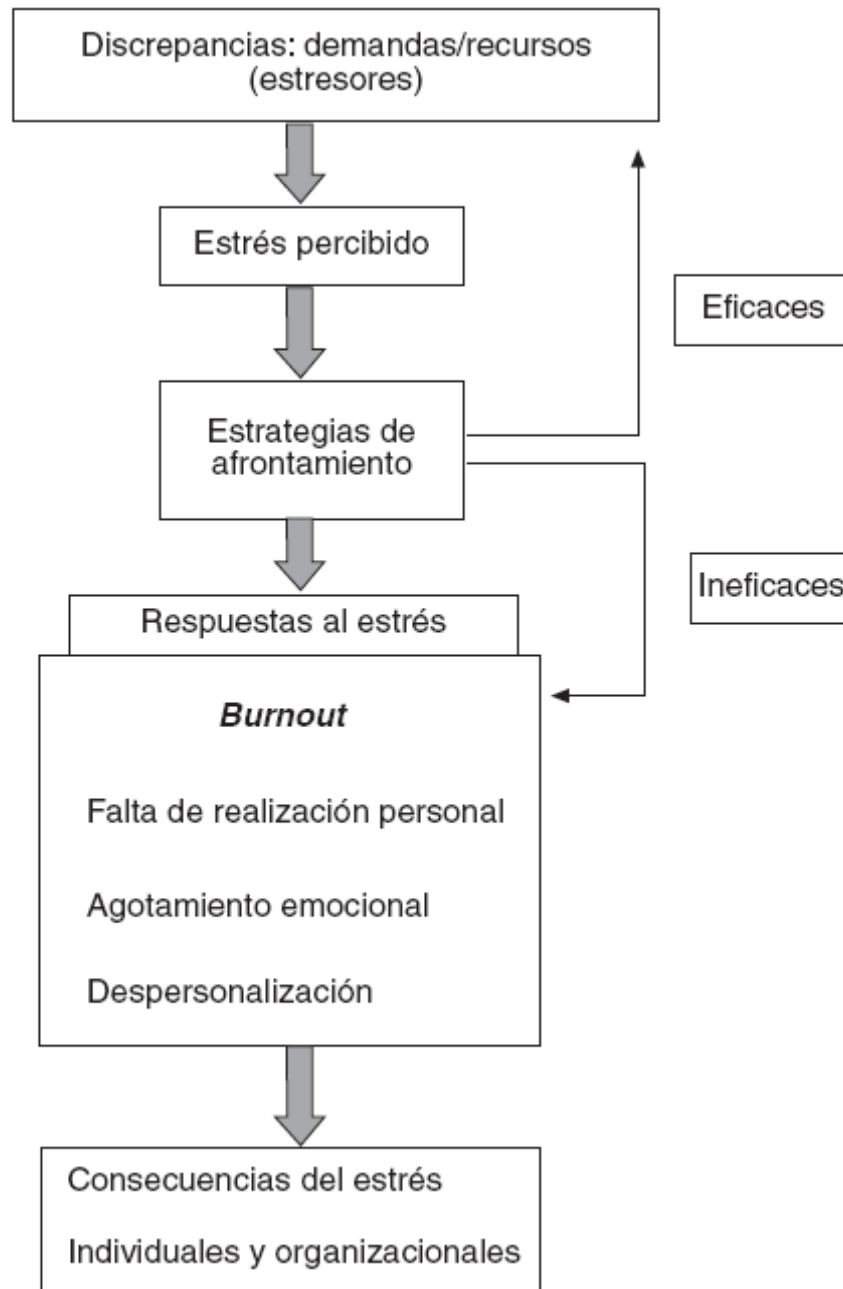 Discrepancias: demandas/recursos
(estresores)
Estrés percibido
Eficaces
Estrategias de
afrontamiento
Ineficaces
Respuestas al estrés
Burnout
Falta de realización personal
Agotamiento emocional
Despersonalización
Consecuencias del estrés
Individuales y organizacionales